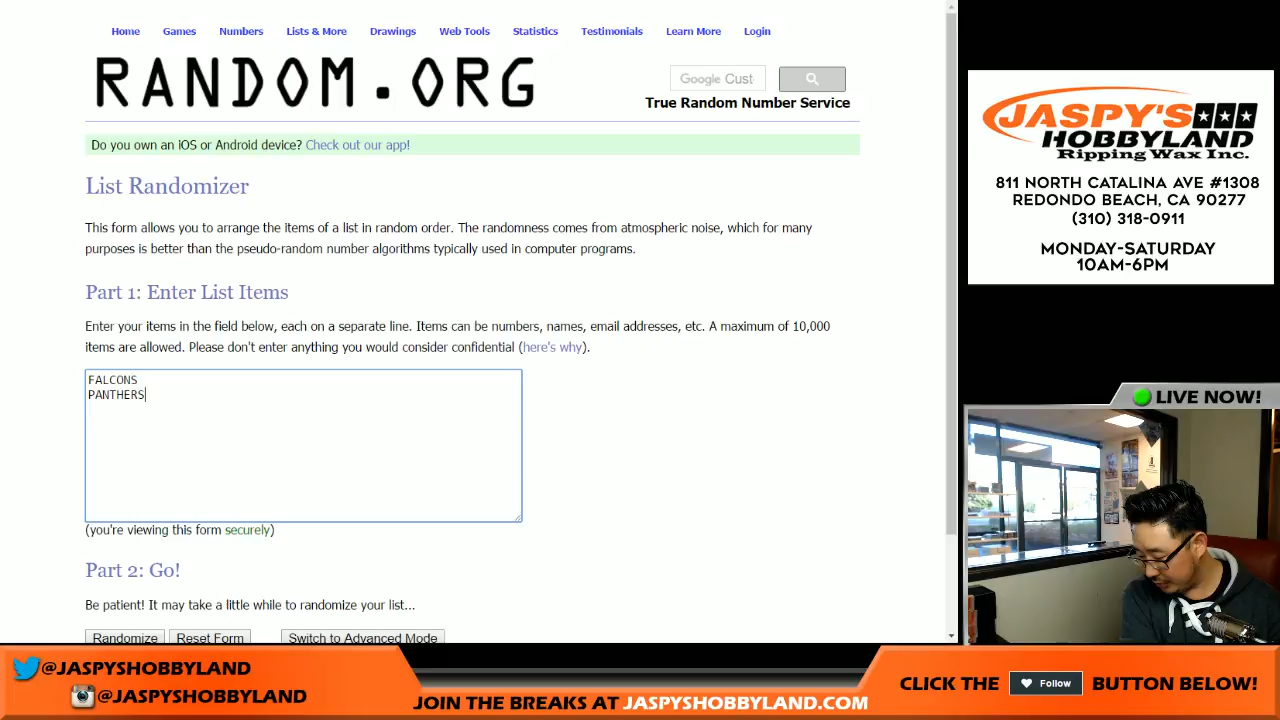 Home Games Numbers Lists & More Drawings Web Tools Statistics Testimonials Learn More Login
RANDOM.ORG
Google Cust
True Random Number Service
Do you own an iOS or Android device? Check out our app!
List Randomizer
This form allows you to arrange the items of a list in random order. The randomness comes from atmospheric noise, which for many
purposes is better than the pseudo-random number algorithms typically used in computer programs.
Part 1: Enter List Items
Enter your items in the field below, each on a separate line. Items can be numbers, names, email addresses, etc. A maximum of 10,000
items are allowed. Please don't enter anything you would consider confidential (here's why).
FALCONS
PANTHERS
(you're viewing this form securely)
Part 2: Go!
Be patient! It may take a little while to randomize your list...
Randomize Reset Form Switch to Advanced Mode
JASPY'S
HOBBYLAND
Ripping Wax Inc.
811 NORTH CATALINA AVE #1308
REDONDO BEACH, CA 90277
(310) 318-0911
MONDAY-SATURDAY
10AM-6PM
LIVE NOW!
@JASPYSHOBBYLAND
@JASPYSHOBBYLAND
JOIN THE BREAKS AT JASPYSHOBBYLAND.COM
CLICK THE Follow BUTTON BELOW!